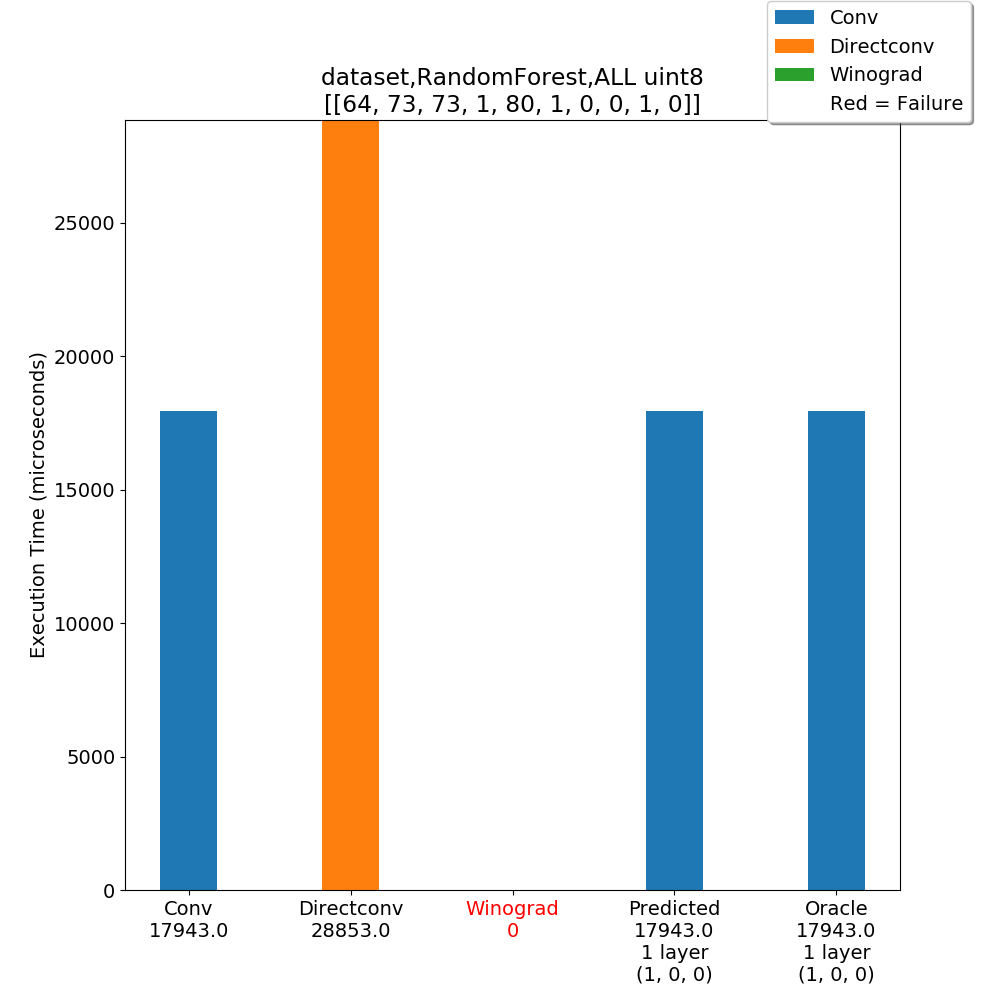 Conv
Directconv
Winograd
Red = Failure
dataset,RandomForest,ALL uint8
[[64, 73, 73, 1, 80, 1, 0, 0, 1, 0]]
Execution Time (microseconds)
25000
20000
15000
10000
5000
0
Conv
17943.0
Directconv
28853.0
Winograd
0
Predicted
17943.0
1 layer
(1, 0, 0)
Oracle
17943.0
1 layer
(1, 0, 0)